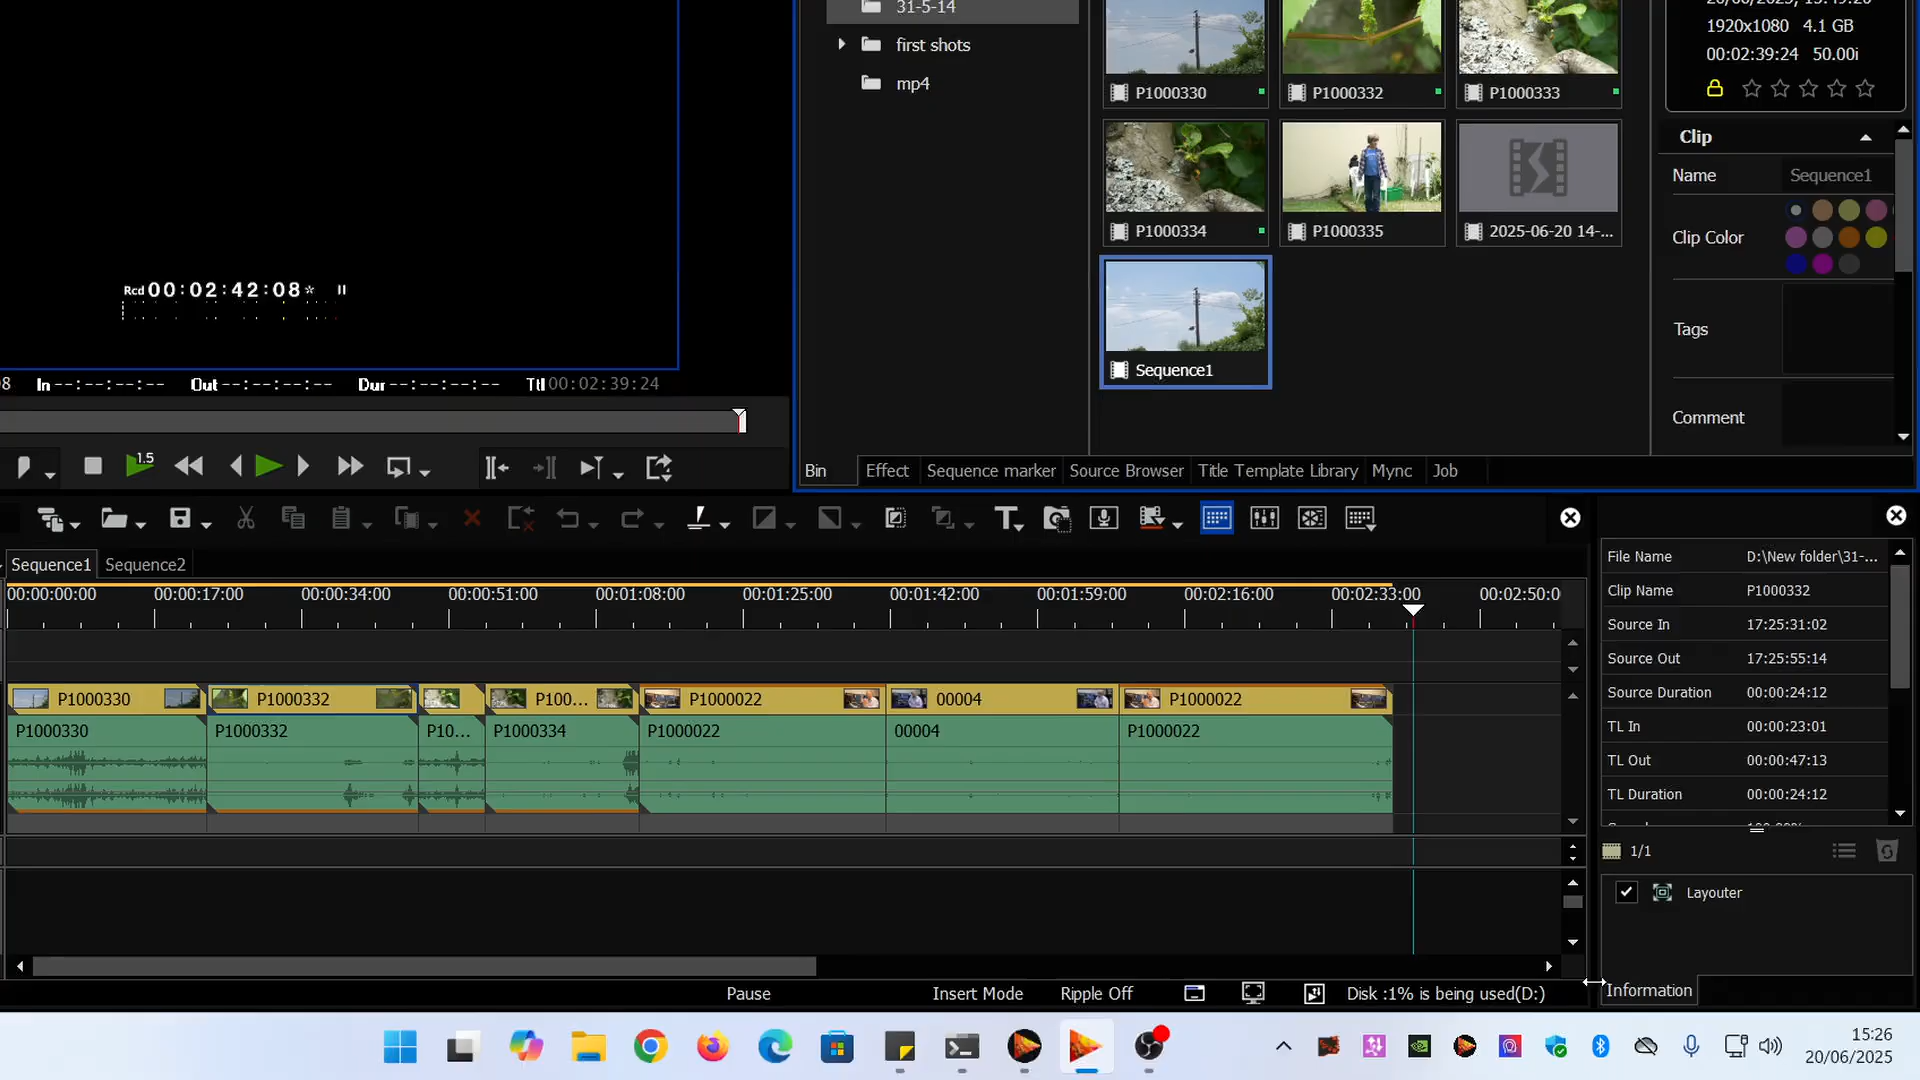 31-5-14
first shots
mp4
P1000330
P1000332
P1000333
P1000334
P1000335
2025-06-20 14-...
Sequence1
1920x1080 4.1 GB
00:02:39:24 50.00i
Clip
Name Sequence1
Clip Color
Tags
Comment
Rcd 00:02:42:08 * II
8 In --:--:--:-- Out --:--:--:-- Dur --:--:--:-- Ttl 00:02:39:24
1.5
Bin Effect Sequence marker Source Browser Title Template Library Mync Job
Sequence1 Sequence2
00:00:00:00 00:00:17:00 00:00:34:00 00:00:51:00 00:01:08:00 00:01:25:00 00:01:42:00 00:01:59:00 00:02:16:00 00:02:33:00 00:02:50:0
P1000330 P1000332 P100... P1000022 00004 P1000022
P1000330 P1000332 P10... P1000334 P1000022 00004 P1000022
File Name D:\New folder\31-...
Clip Name P1000332
Source In 17:25:31:02
Source Out 17:25:55:14
Source Duration 00:00:24:12
TL In 00:00:23:01
TL Out 00:00:47:13
TL Duration 00:00:24:12
1/1
Layouter
Information
Pause Insert Mode Ripple Off Disk :1% is being used(D:)
15:26
20/06/2025